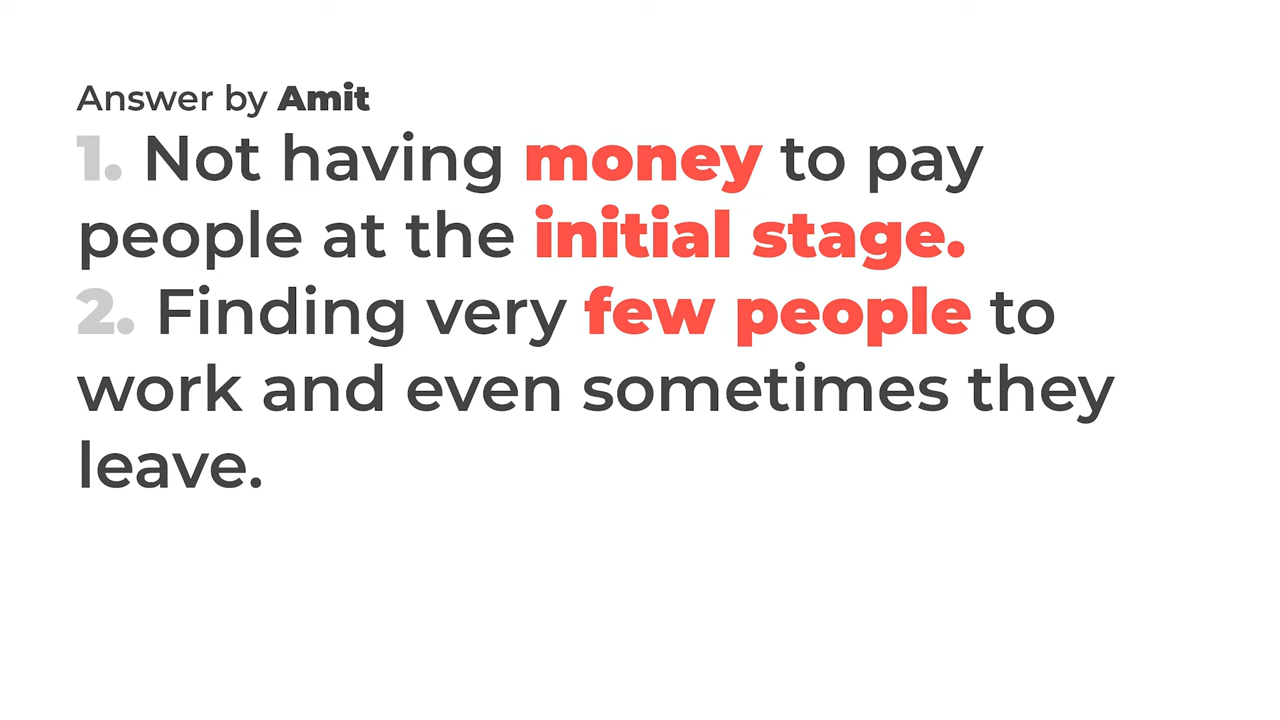 Answer by Amit
1. Not having money to pay
people at the initial stage.
2. Finding very few people to
work and even sometimes they
leave.